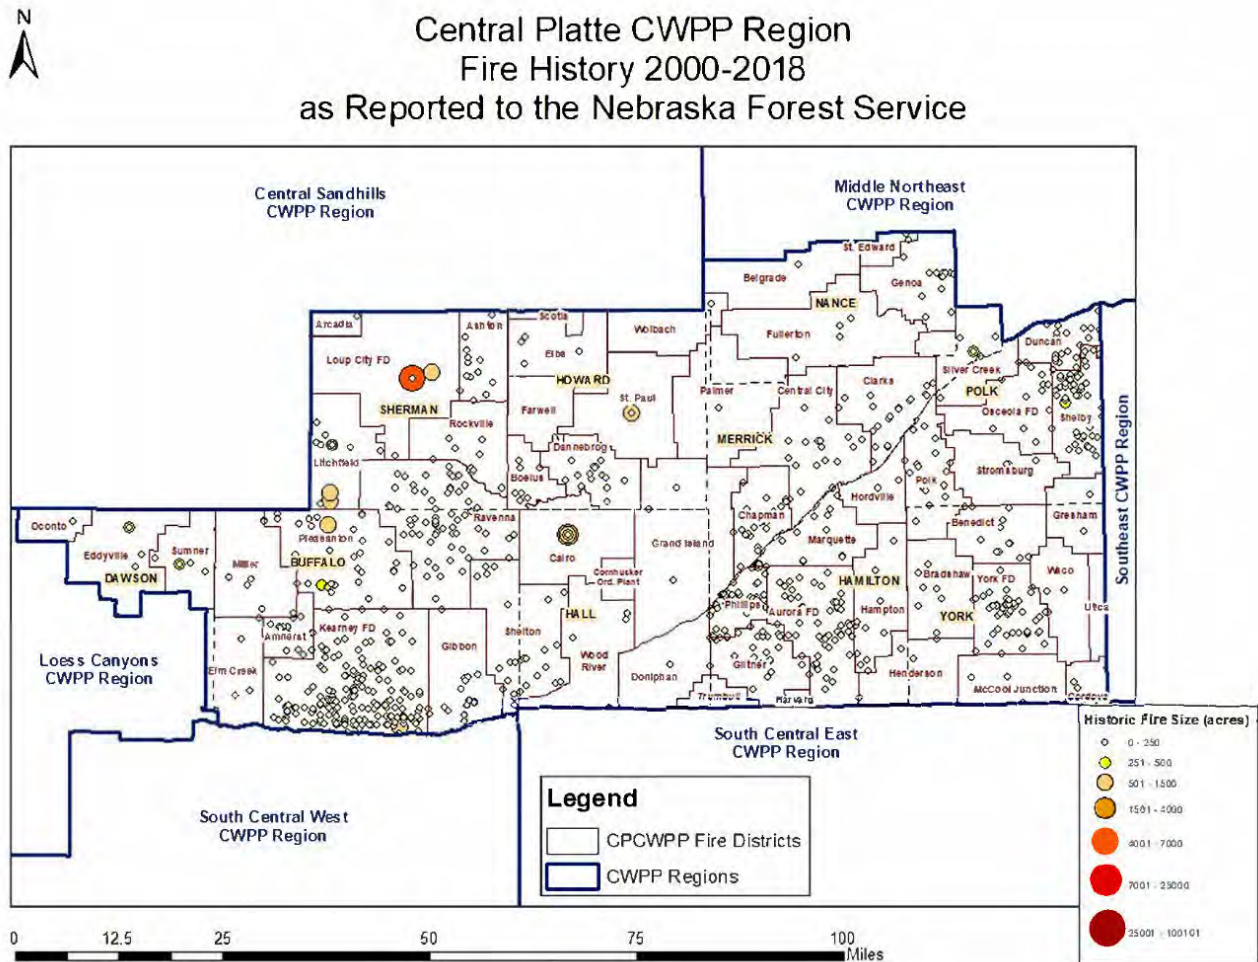 N
Central Platte CWPP Region
Fire History 2000-2018
as Reported to the Nebraska Forest Service
Central Sandhills
CWPP Region
Middle Northeast
CWPP Region
St. Edward
Belgrade
Genoa
NANCE
Arcadia
Ashton
Scotia
Wolbach
Fullerton
Duncan
Loup City FD
Elba
Silver Creek
HOWARD
Clarks
POLK
Palmer
Central City
SHERMAN
Farwell
St. Paul
Osceola FD
Shelby
Rockville
MERRICK
Dannebrog
Litchfield
Boelus
Stromsburg
Polk
Hordville
Southeast CWPP Region
Oconto
Ravenna
Chapman
Benedict
Gresham
Pleasanton
Eddyville
Sumner
Miller
BUFFALO
Cairo
Grand Island
Marquette
DAWSON
Cornhusker
Ord. Plant
HAMILTON
Bradshaw
York FD
Waco
Utica
Phillips
Aurora FD
Hampton
YORK
HALL
Amherst
Kearney FD
Gibbon
Shelton
Loess Canyons
CWPP Region
Elm Creek
Wood
River
Doniphan
Giltner
Henderson
McCool Junction
Trumbull
Harvard
Cordova
South Central East
CWPP Region
South Central West
CWPP Region
Legend
CPCWPP Fire Districts
CWPP Regions
Historic Fire Size (acres)
0 - 250
251 - 500
501 - 1500
1501 - 4000
4001 - 7000
7001 - 25000
25001 - 100101
0 12.5 25 50 75 100
Miles